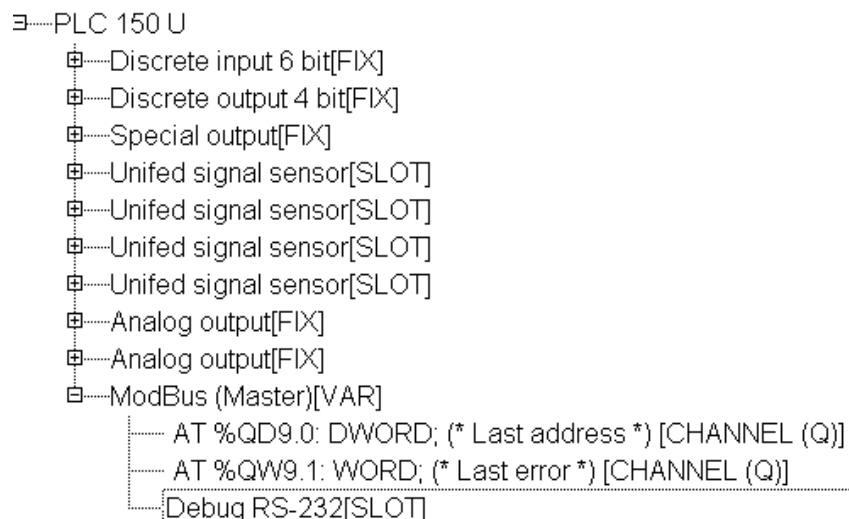 PLC 150 U
Discrete input 6 bit[FIX]
Discrete output 4 bit[FIX]
Special output[FIX]
Unifed signal sensor[SLOT]
Unifed signal sensor[SLOT]
Unifed signal sensor[SLOT]
Unifed signal sensor[SLOT]
Analog output[FIX]
Analog output[FIX]
ModBus (Master)[VAR]
AT %QD9.0: DWORD; (* Last address *) [CHANNEL (Q)]
AT %QW9.1: WORD; (* Last error *) [CHANNEL (Q)]
Debug RS-232[SLOT]